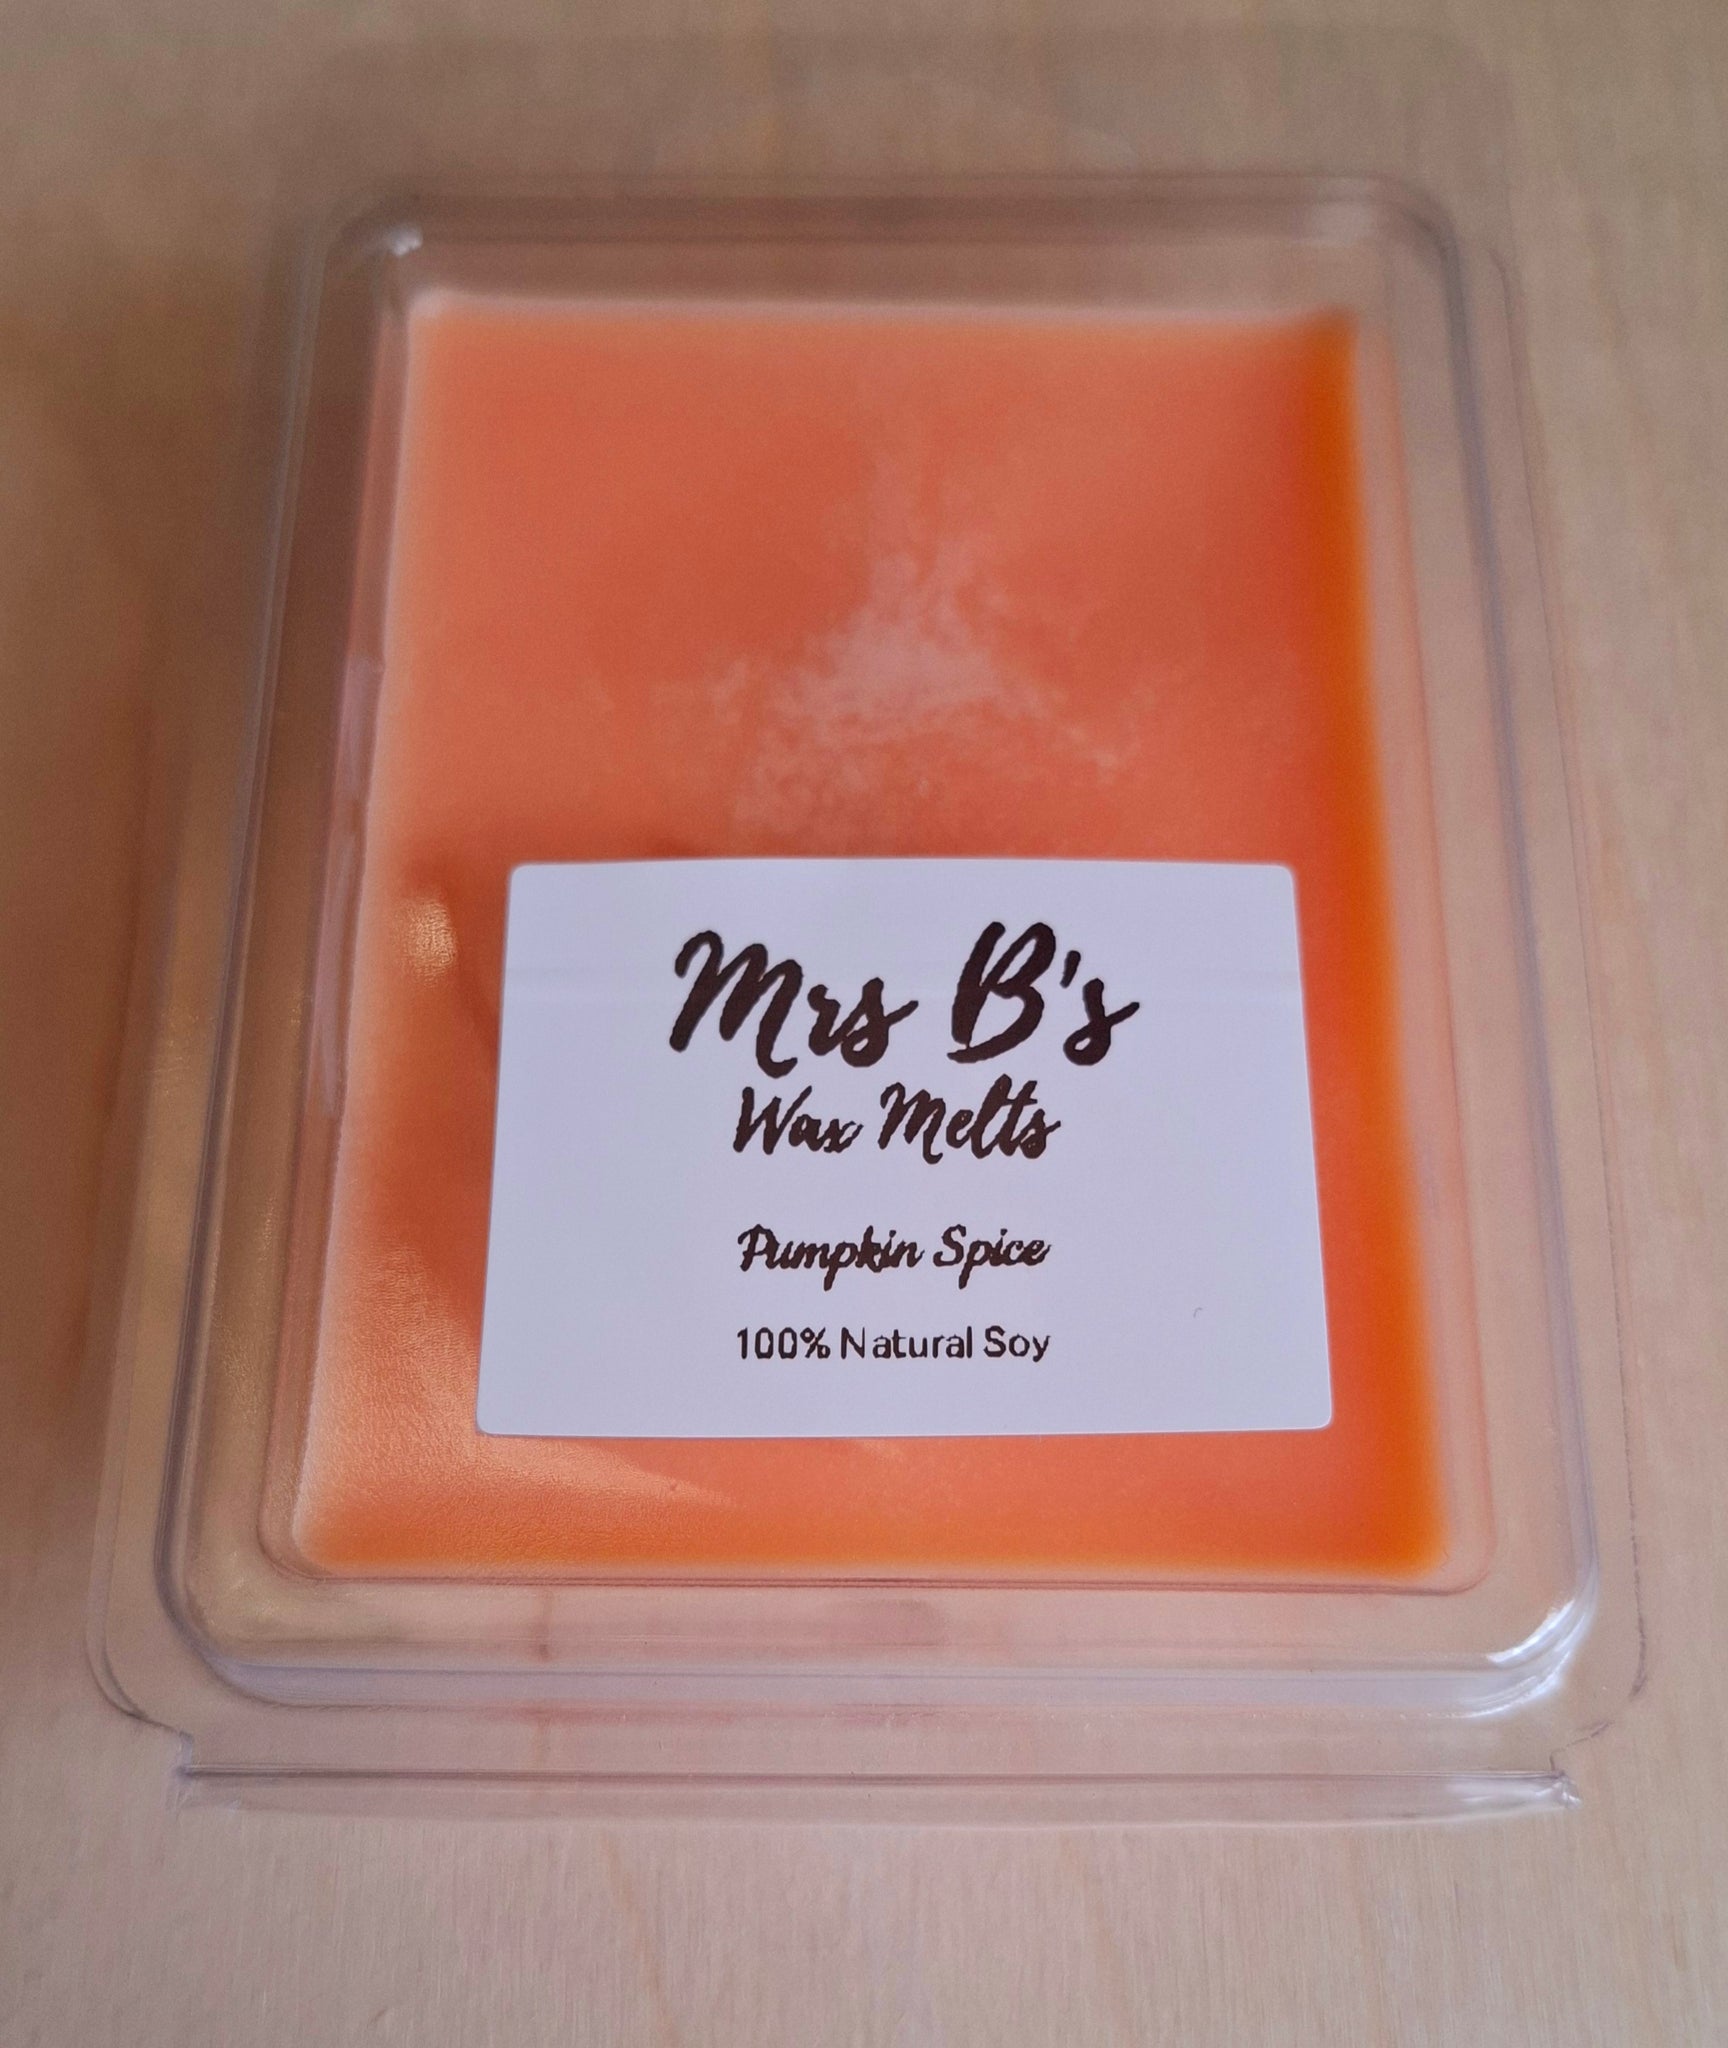 Mrs B's
Wax Melts
Pumpkin Spice
100% Natural Soy